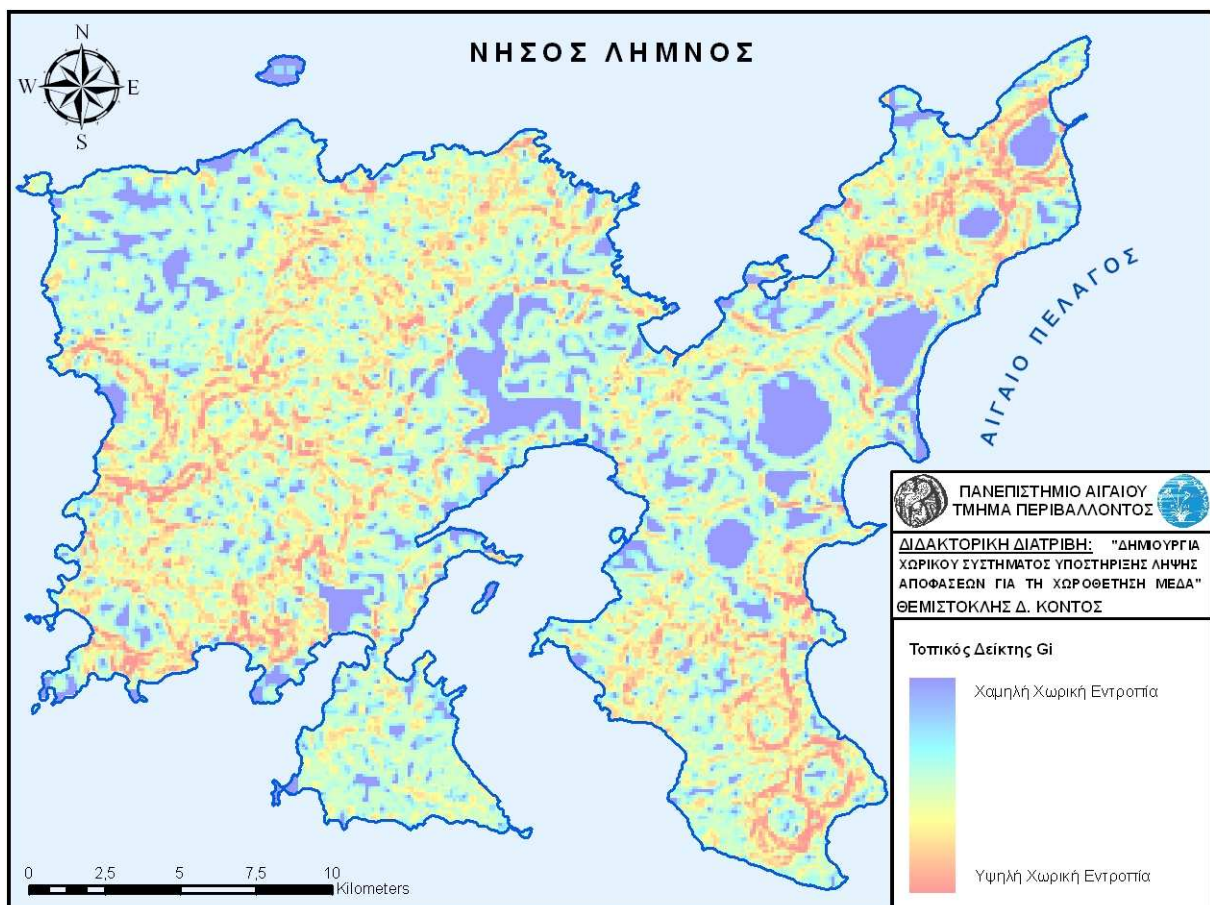 ΝΗΣΟΣ ΛΗΜΝΟΣ
N
W E
S
ΑΙΓΑΙΟ ΠΕΛΑΓΟΣ
ΠΑΝΕΠΙΣΤΗΜΙΟ ΑΙΓΑΙΟΥ
ΤΜΗΜΑ ΠΕΡΙΒΑΛΛΟΝΤΟΣ
ΔΙΔΑΚΤΟΡΙΚΗ ΔΙΑΤΡΙΒΗ: "ΔΗΜΙΟΥΡΓΙΑ
ΧΩΡΙΚΟΥ ΣΥΣΤΗΜΑΤΟΣ ΥΠΟΣΤΗΡΙΞΗΣ ΛΗΨΗΣ
ΑΠΟΦΑΣΕΩΝ ΓΙΑ ΤΗ ΧΩΡΟΘΕΤΗΣΗ ΜΕΔΑ"
ΘΕΜΙΣΤΟΚΛΗΣ Δ. ΚΟΝΤΟΣ
Τοπικός Δείκτης Gi
Χαμηλή Χωρική Εντροπία
Υψηλή Χωρική Εντροπία
0 2,5 5 7,5 10
Kilometers